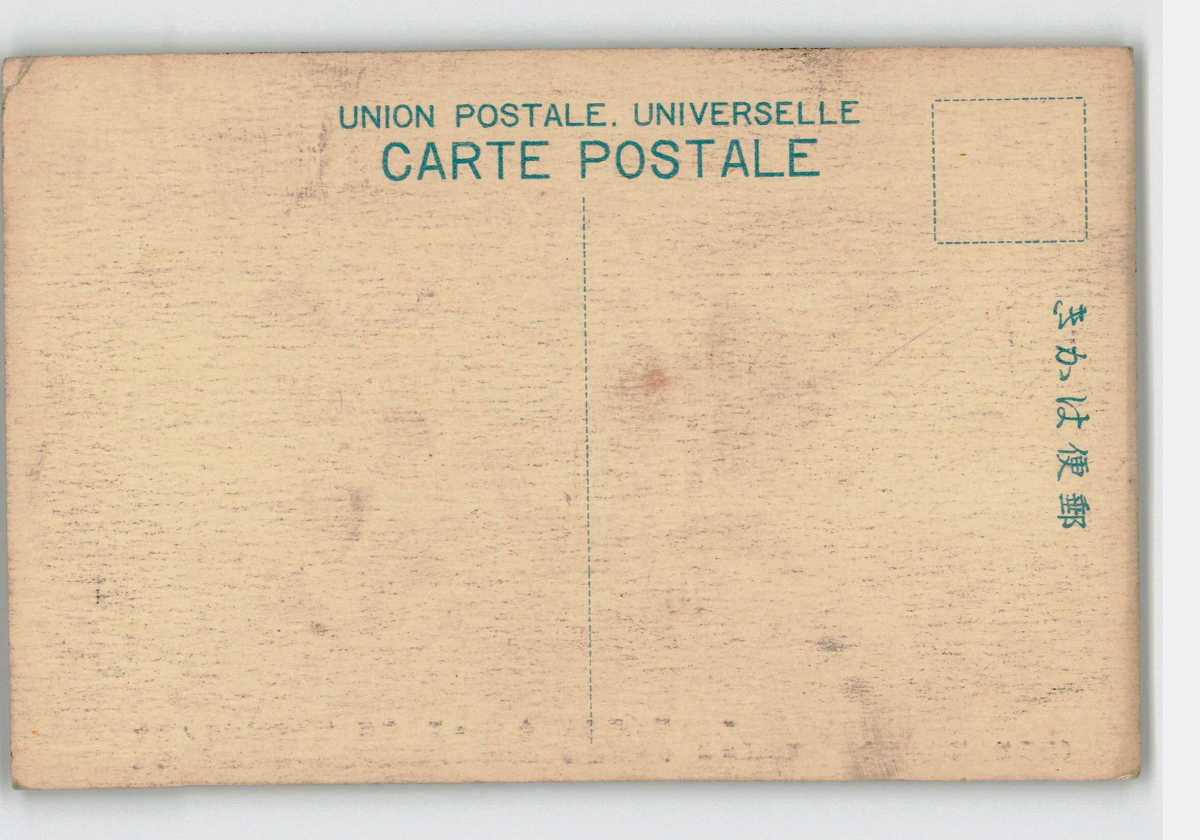 UNION POSTALE. UNIVERSELLE
CARTE POSTALE
郵便はかき